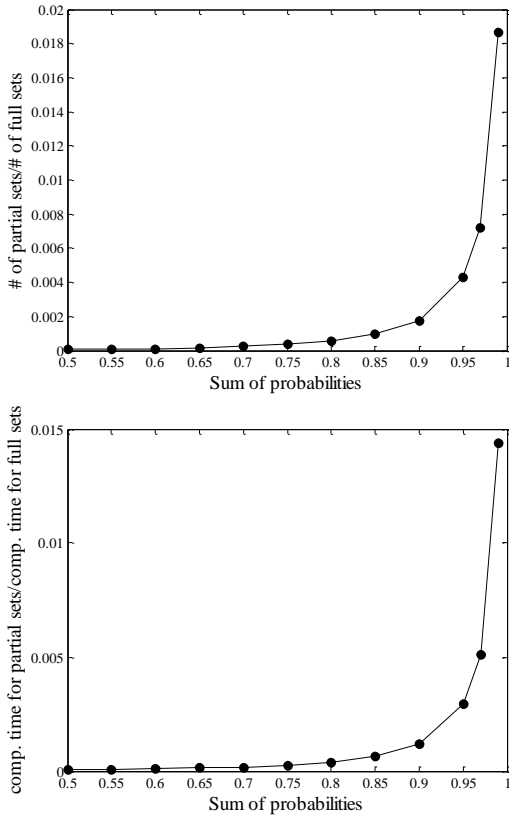 0.02
0.018
0.016
0.014
0.012
0.01
0.008
0.006
0.004
0.002
0
# of partial sets/# of full sets
0.5 0.55 0.6 0.65 0.7 0.75 0.8 0.85 0.9 0.95 1
Sum of probabilities
0.015
0.01
0.005
0
comp. time for partial sets/comp. time for full sets
0.5 0.55 0.6 0.65 0.7 0.75 0.8 0.85 0.9 0.95 1
Sum of probabilities